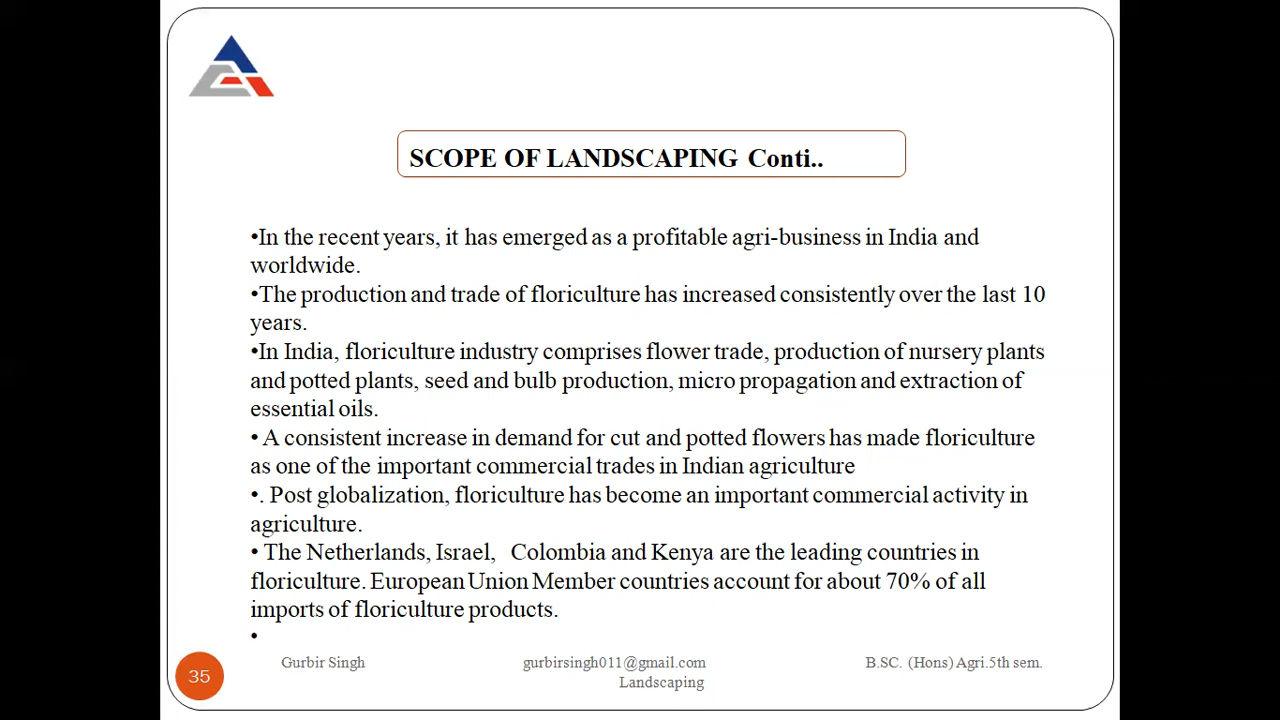 SCOPE OF LANDSCAPING Conti..
•In the recent years, it has emerged as a profitable agri-business in India and
worldwide.
•The production and trade of floriculture has increased consistently over the last 10
years.
•In India, floriculture industry comprises flower trade, production of nursery plants
and potted plants, seed and bulb production, micro propagation and extraction of
essential oils.
• A consistent increase in demand for cut and potted flowers has made floriculture
as one of the important commercial trades in Indian agriculture
•. Post globalization, floriculture has become an important commercial activity in
agriculture.
• The Netherlands, Israel,   Colombia and Kenya are the leading countries in
floriculture. European Union Member countries account for about 70% of all
imports of floriculture products.
•
35
Gurbir Singh
gurbirsingh011@gmail.com
Landscaping
B.SC. (Hons) Agri.5th sem.